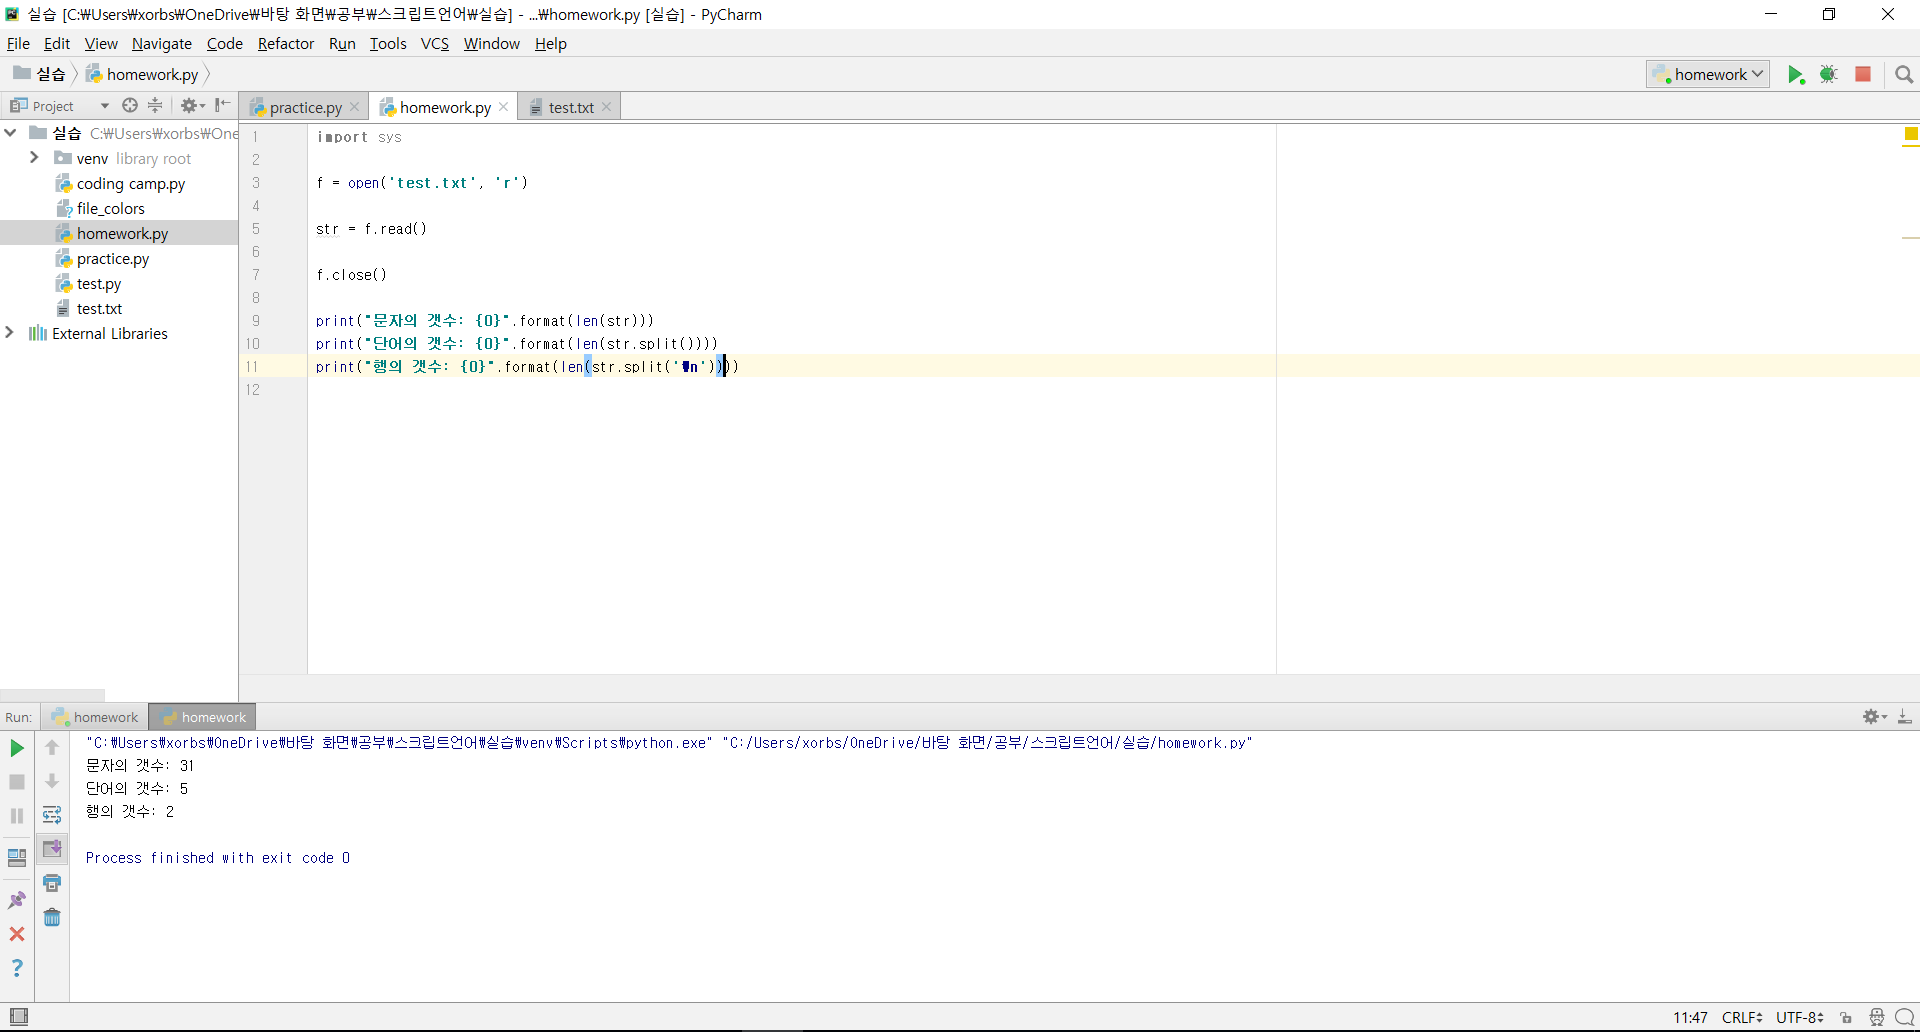 실습 [C:₩Users₩xorbs₩OneDrive₩바탕 화면₩공부₩스크립트언어₩실습] - ...₩homework.py [실습] - PyCharm
File Edit View Navigate Code Refactor Run Tools VCS Window Help
실습 homework.py homework
Project practice.py homework.py test.txt
실습 C:₩Users₩xorbs₩One
venv library root
coding camp.py
file_colors
homework.py
practice.py
test.py
test.txt
External Libraries
1 import sys
2
3 f = open('test.txt', 'r')
4
5 str = f.read()
6
7 f.close()
8
9 print("문자의 갯수: {0}".format(len(str)))
10 print("단어의 갯수: {0}".format(len(str.split())))
11 print("행의 갯수: {0}".format(len(str.split('₩n'))))
12
Run: homework homework
"C:₩Users₩xorbs₩OneDrive₩바탕 화면₩공부₩스크립트언어₩실습₩venv₩Scripts₩python.exe" "C:/Users/xorbs/OneDrive/바탕 화면/공부/스크립트언어/실습/homework.py"
문자의 갯수: 31
단어의 갯수: 5
행의 갯수: 2
Process finished with exit code 0
11:47 CRLF UTF-8